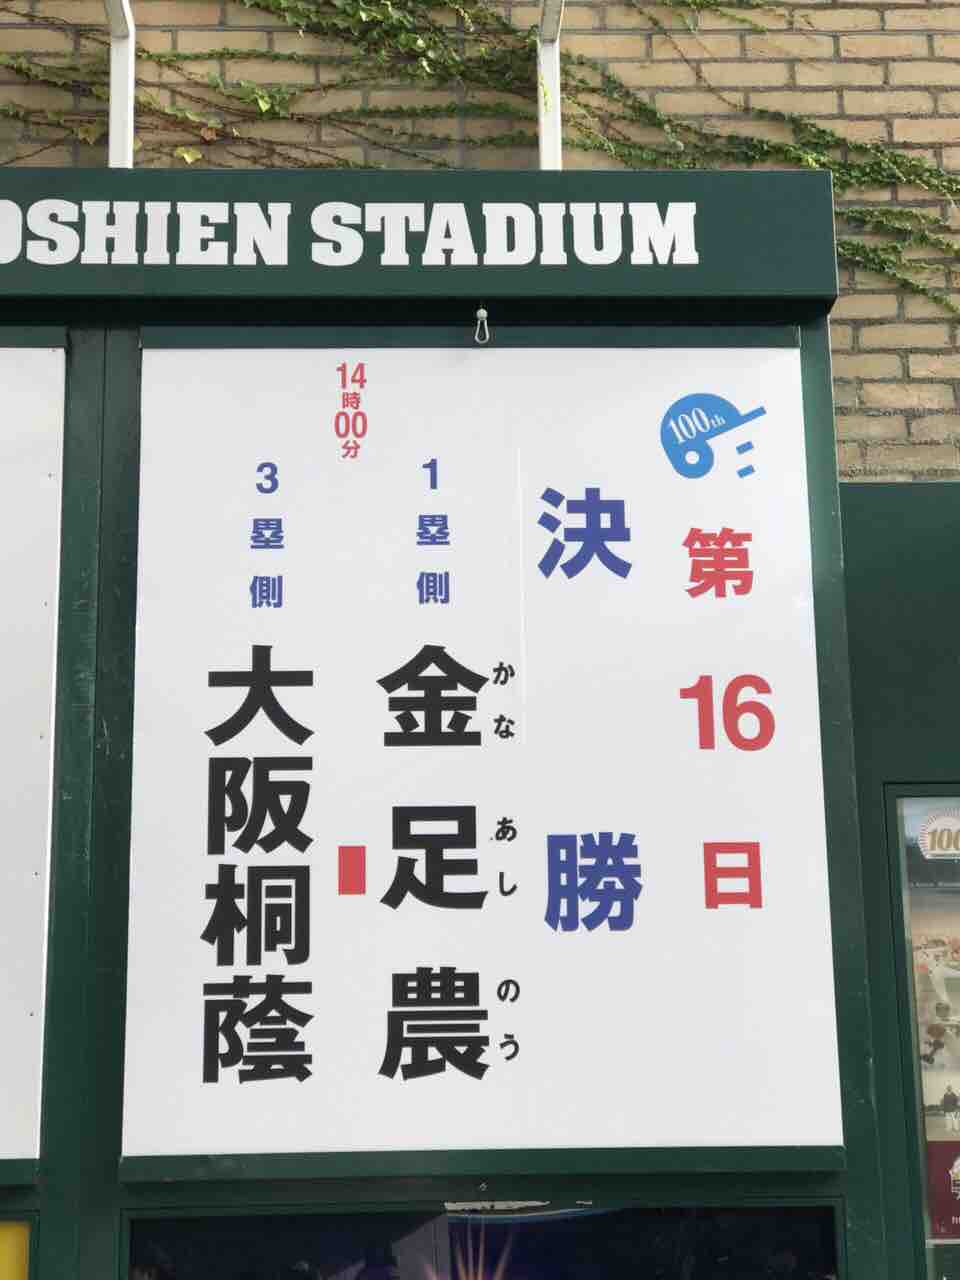 OSHIEN STADIUM
100th
第16日
決勝
1塁側
金足農
かなあしのう
14時00分
3塁側
大阪桐蔭
100